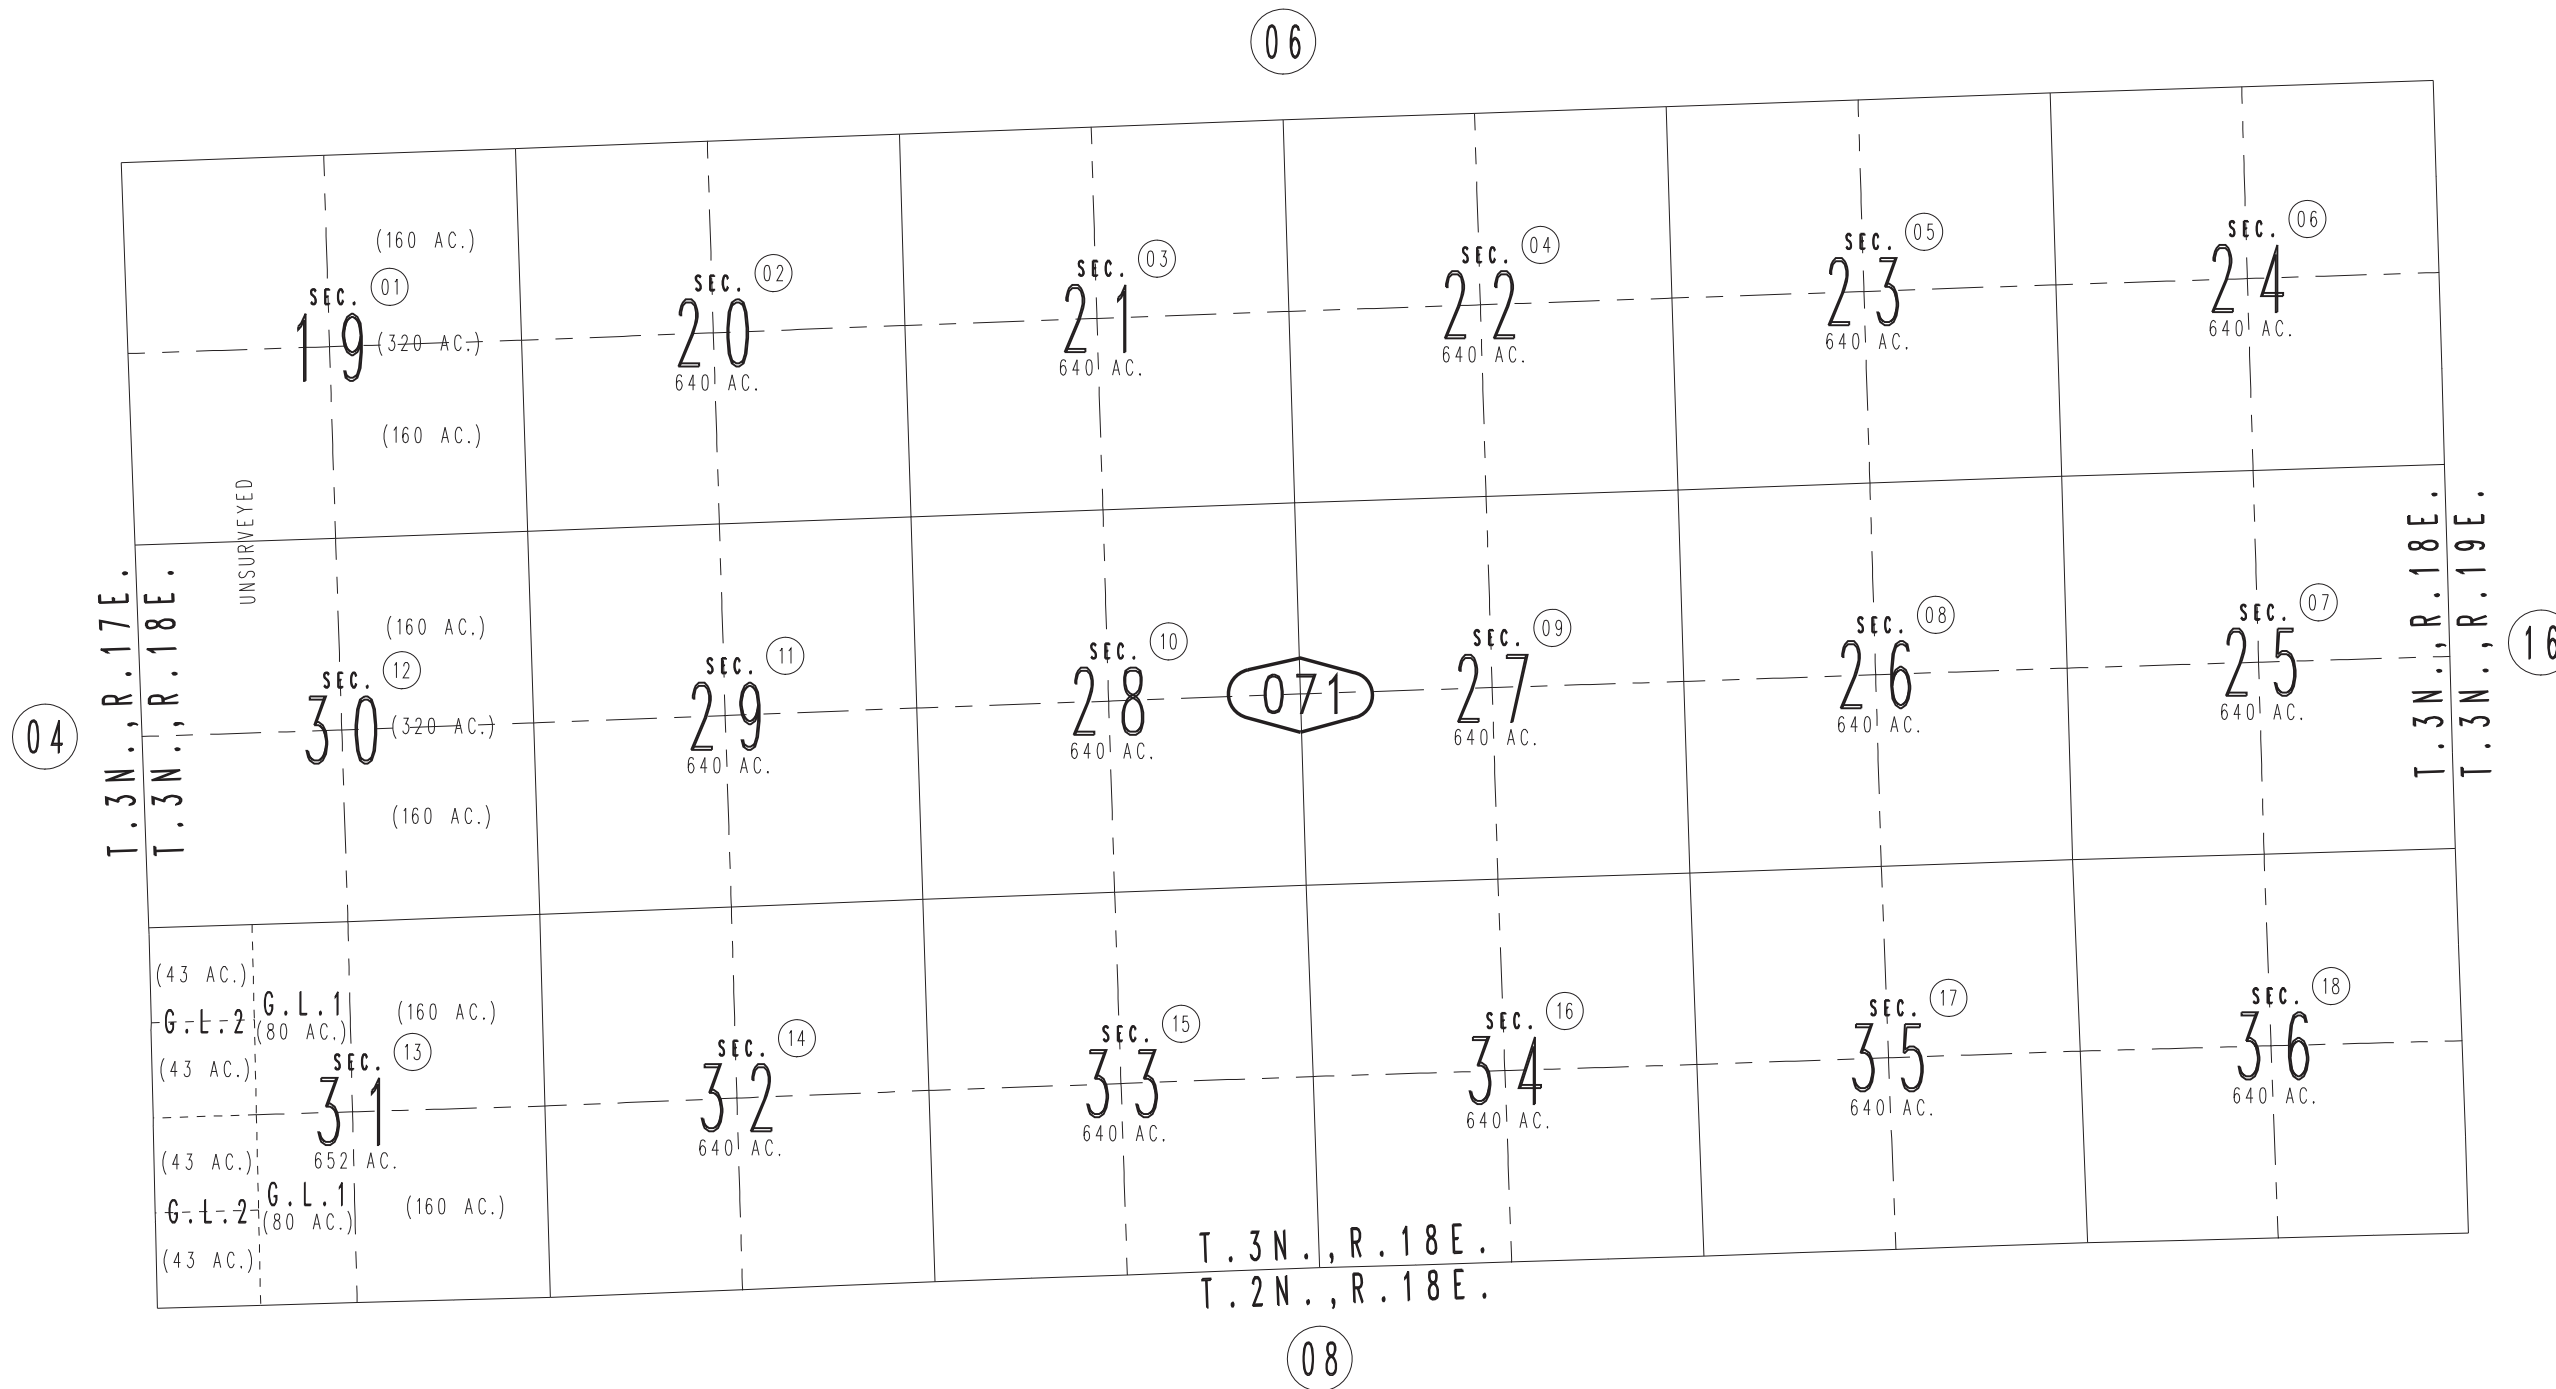 06
(160 AC.)
SEC. 01
19
(320 AC.)
(160 AC.)
SEC. 02
20
640 AC.
SEC. 03
21
640 AC.
SEC. 04
22
640 AC.
SEC. 05
23
640 AC.
SEC. 06
24
640 AC.
UNSURVEYED
T.3N.,R.17E.
T.3N.,R.18E.
04
(160 AC.)
SEC. 12
30
(320 AC.)
(160 AC.)
SEC. 11
29
640 AC.
SEC. 10
28
640 AC.
071
SEC. 09
27
640 AC.
SEC. 08
26
640 AC.
SEC. 07
25
640 AC.
T.3N.,R.18E.
T.3N.,R.19E.
16
(43 AC.)
G.L.2
(43 AC.)
G.L.1
(80 AC.)
(160 AC.)
SEC. 13
31
652 AC.
(43 AC.)
G.L.2
(43 AC.)
G.L.1
(80 AC.)
(160 AC.)
SEC. 14
32
640 AC.
SEC. 15
33
640 AC.
SEC. 16
34
640 AC.
SEC. 17
35
640 AC.
SEC. 18
36
640 AC.
T.3N.,R.18E.
T.2N.,R.18E.
08